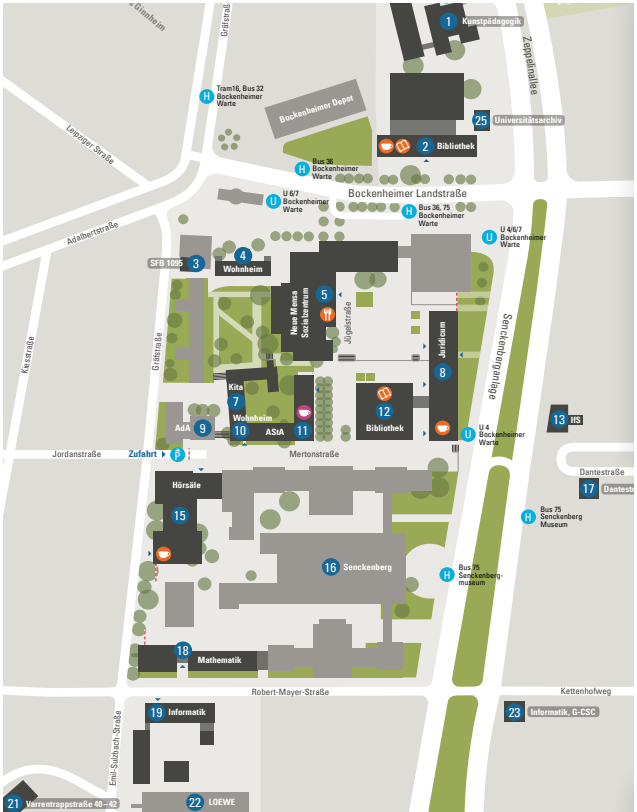 Ginnheim
Gräfstraß
1 Kunstpädagogik
Zeppelinallee
H Tram16, Bus 32
Bockenheimer
Warte
Bockenheimer Depot
25 Universitätsarchiv
Leipziger Straße
2 Bibliothek
H Bus 36
Bockenheimer
Warte
Bockenheimer Landstraße
U U 6/7
Bockenheimer
Warte
H Bus 36, 75
Bockenheimer
Warte
Adalbertstraße
U U 4/6/7
Bockenheimer
Warte
SFB 1095 3
4
Wohnheim
5
Neue Mensa
Sozialzentrum
Jügelstraße
Juridicum
8
Senckenberganlage
Kiesstraße
Gräfstraße
Kita
7
Wohnheim
12
Bibliothek
AdA 9
10 AStA 11
13 IfS
U U 4
Bockenheimer
Warte
Jordanstraße
Zufahrt P
Mertonstraße
Dantestraße
17 Dantestr
Hörsäle
15
H Bus 75
Senckenberg
Museum
16 Senckenberg
H Bus 75
Senckenberg-
museum
18
Mathematik
Robert-Mayer-Straße
Kettenhofweg
19 Informatik
23 Informatik, G-CSC
Emil-Sulzbach-Straße
21 Varrentrappstraße 40–42
22 LOEWE